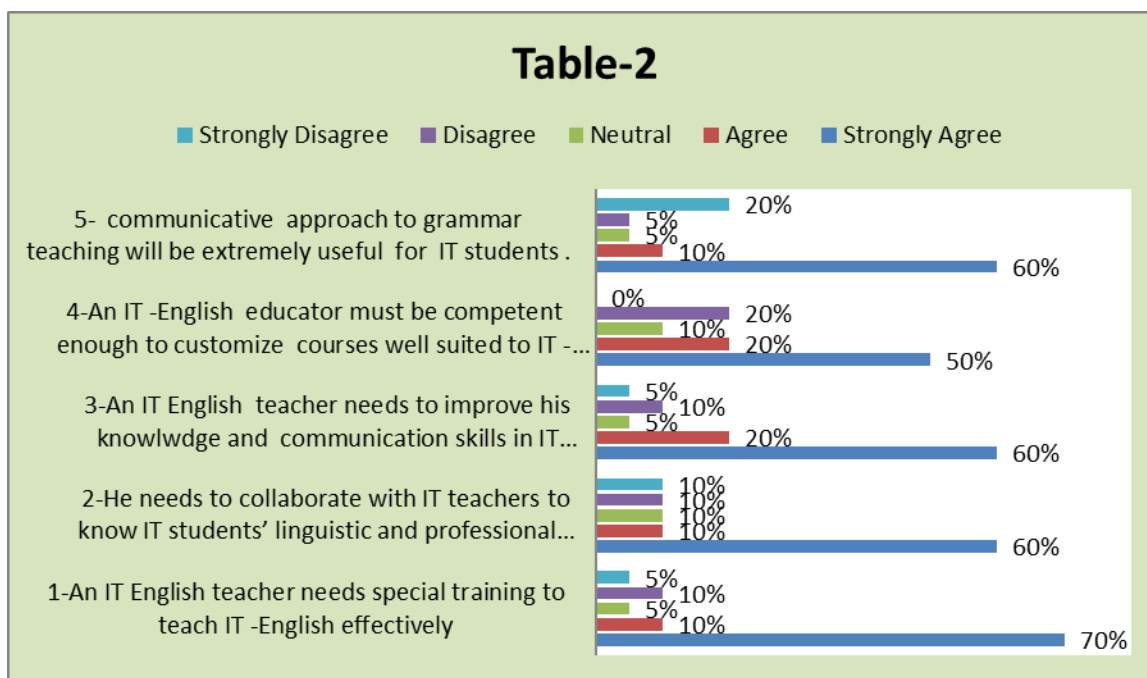 Table-2
Strongly Disagree Disagree Neutral Agree Strongly Agree
5- communicative approach to grammar
teaching will be extremely useful for IT students .
20%
5%
5%
10%
60%
4-An IT -English educator must be competent
enough to customize courses well suited to IT -...
0%
20%
10%
20%
50%
3-An IT English teacher needs to improve his
knowlwdge and communication skills in IT...
5%
10%
5%
20%
60%
2-He needs to collaborate with IT teachers to
know IT students’ linguistic and professional...
10%
10%
10%
10%
60%
1-An IT English teacher needs special training to
teach IT -English effectively
5%
10%
5%
10%
70%